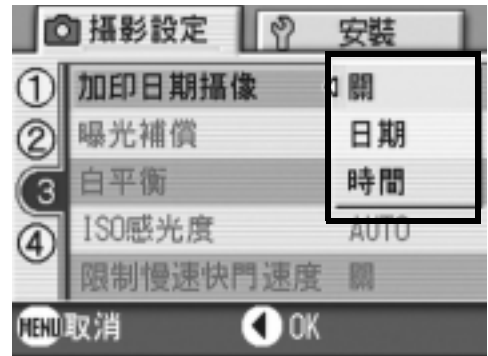 攝影設定 安裝
① 加印日期攝像 關
② 曝光補償 日期
3 白平衡 時間
④ ISO感光度 AUTO
限制慢速快門速度 關
MENU 取消 OK